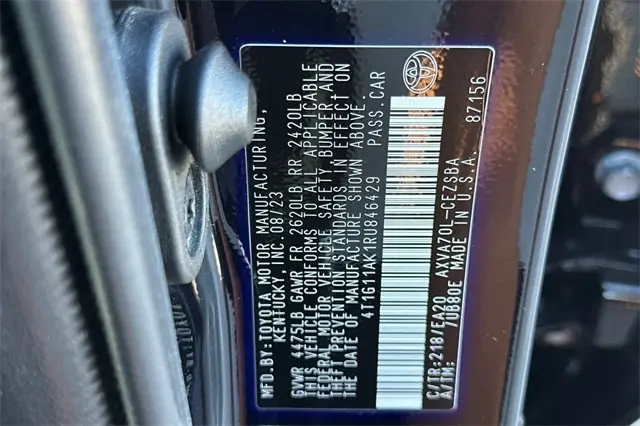 MFD.BY:TOYOTA MOTOR MANUFACTURING,
KENTUCKY, INC.08/23
GVWR 4475LB GAWR FR 2620LB RR 2420LB
THIS VEHICLE CONFORMS TO ALL APPLICABLE
FEDERAL MOTOR VEHICLE SAFETY, BUMPER AND
THEFT PREVENTION STANDARDS IN EFFECT ON
THE DATE OF MANUFACTURE SHOWN ABOVE.
4T1G11AK1RU846429 PASS.CAR
C/TR:218/EA20 AXVA70L-CEZSBA
A/TM: 7UB80E MADE IN U.S.A. 87156